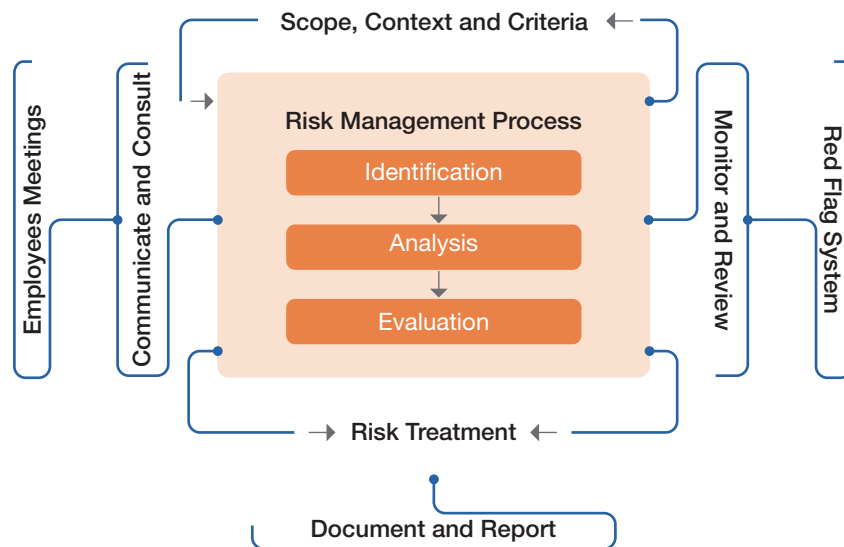 Scope, Context and Criteria
Employees Meetings
Communicate and Consult
Risk Management Process
Identification
Analysis
Evaluation
Monitor and Review
Red Flag System
Risk Treatment
Document and Report